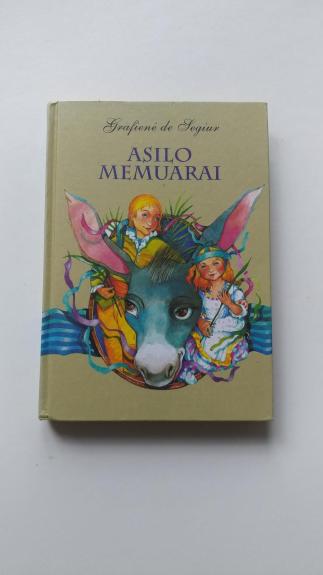 Grafienė de Segiur
ASILO
MEMUARAI